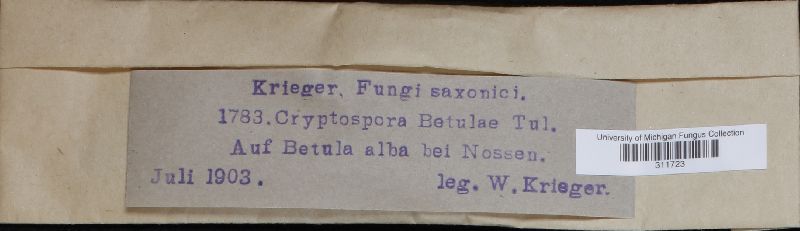 Krieger, Fungi saxonici.
1783. Cryptospora Betulae Tul.
Auf Betula alba bei Nossen.
Juli 1903. leg. W. Krieger.
University of Michigan Fungus Collection
311723